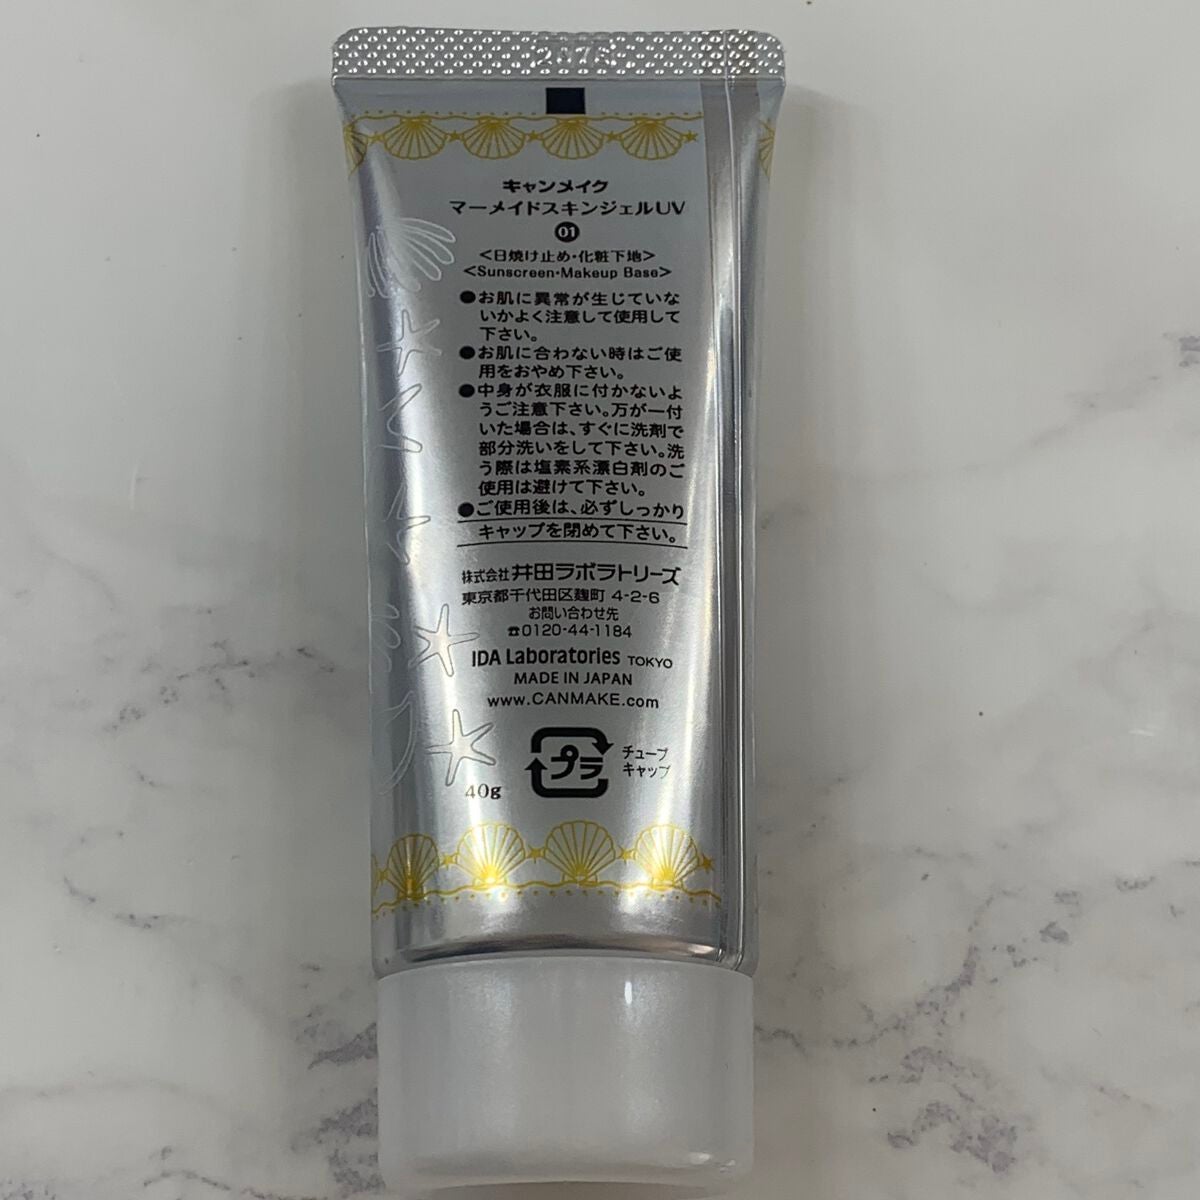 キャンメイク
マーメイドスキンジェルUV
01
<日焼け止め・化粧下地>
<Sunscreen・Makeup Base>
●お肌に異常が生じていな
いかよく注意して使用して
下さい。
●お肌に合わない時はご使
用をおやめ下さい。
●中身が衣服に付かないよ
うご注意下さい。万が一付
いた場合は、すぐに洗剤で
部分洗いをして下さい。洗
う際は塩素系漂白剤のご
使用は避けて下さい。
●ご使用後は、必ずしっかり
キャップを閉めて下さい。
株式会社 井田ラボラトリーズ
東京都千代田区麹町 4-2-6
お問い合わせ先
☎0120-44-1184
IDA Laboratories TOKYO
MADE IN JAPAN
www.CANMAKE.com
プラ
チューブ
キャップ
40g